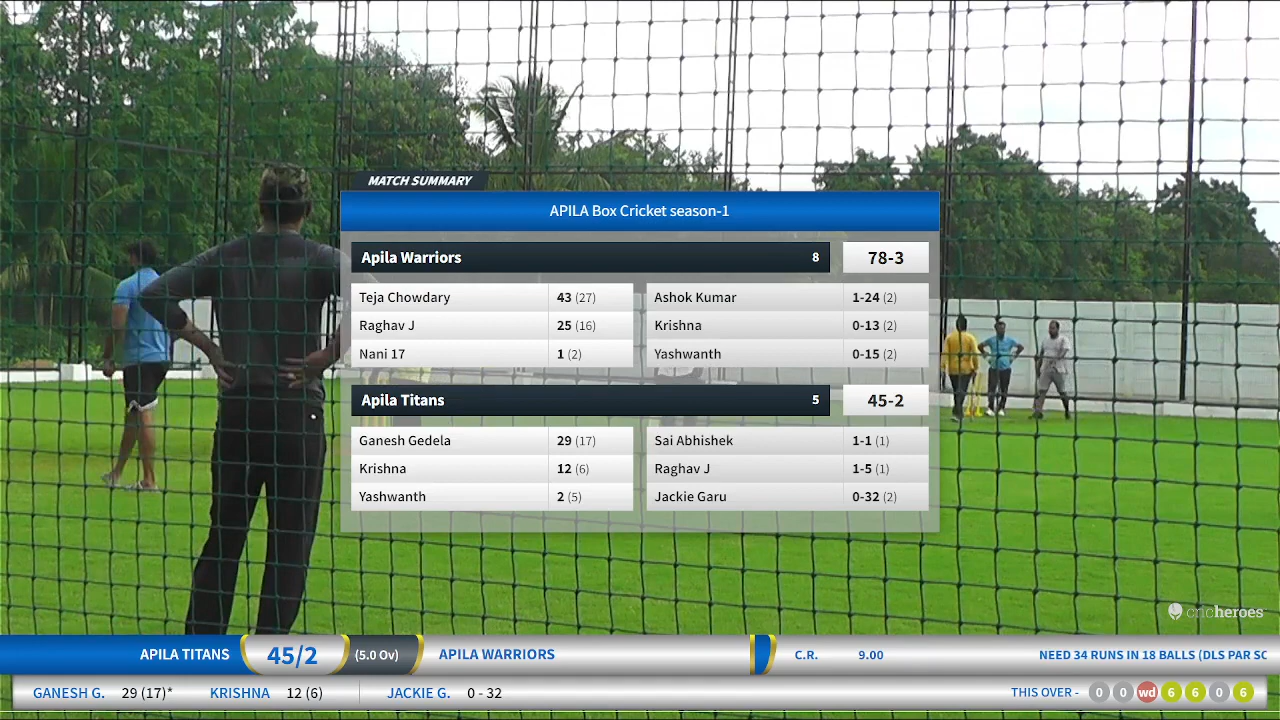 MATCH SUMMARY
APILA Box Cricket season-1
Apila Warriors 8 78-3
Teja Chowdary 43 (27) Ashok Kumar 1-24 (2)
Raghav J 25 (16) Krishna 0-13 (2)
Nani 17 1 (2) Yashwanth 0-15 (2)
Apila Titans 5 45-2
Ganesh Gedela 29 (17) Sai Abhishek 1-1 (1)
Krishna 12 (6) Raghav J 1-5 (1)
Yashwanth 2 (5) Jackie Garu 0-32 (2)
cricheroes
APILA TITANS 45/2 (5.0 Ov) APILA WARRIORS C.R. 9.00 NEED 34 RUNS IN 18 BALLS (DLS PAR SC
GANESH G. 29 (17)* KRISHNA 12 (6) JACKIE G. 0 - 32 THIS OVER - 0 0 wd 6 6 0 6